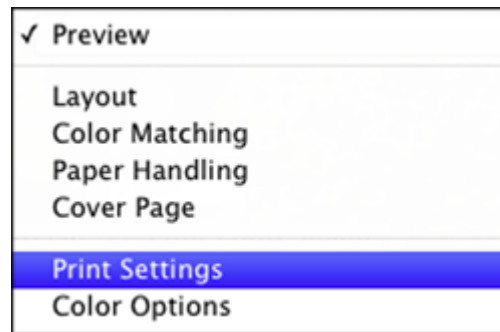 ✓ Preview
Layout
Color Matching
Paper Handling
Cover Page
Print Settings
Color Options